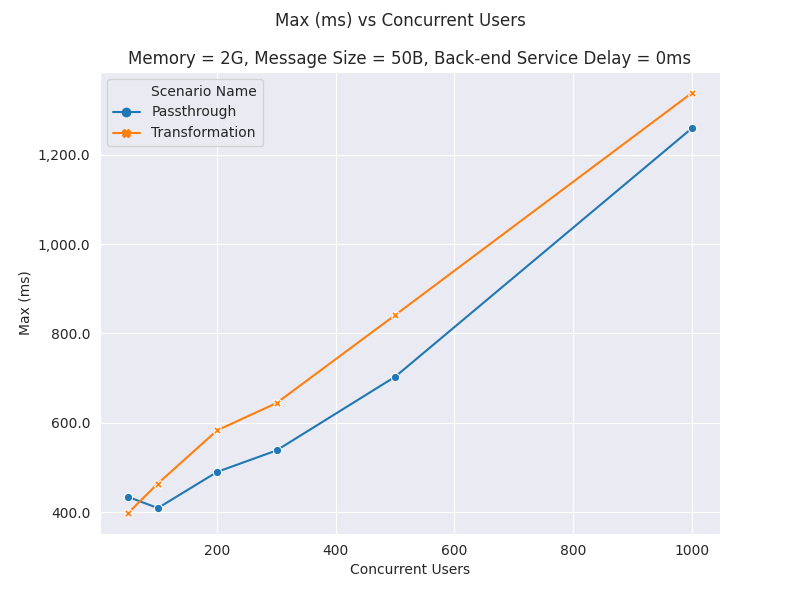 Max (ms) vs Concurrent Users
Memory = 2G, Message Size = 50B, Back-end Service Delay = 0ms
Scenario Name
Passthrough
Transformation
1,200.0
1,000.0
800.0
600.0
400.0
Max (ms)
200
400
600
800
1000
Concurrent Users